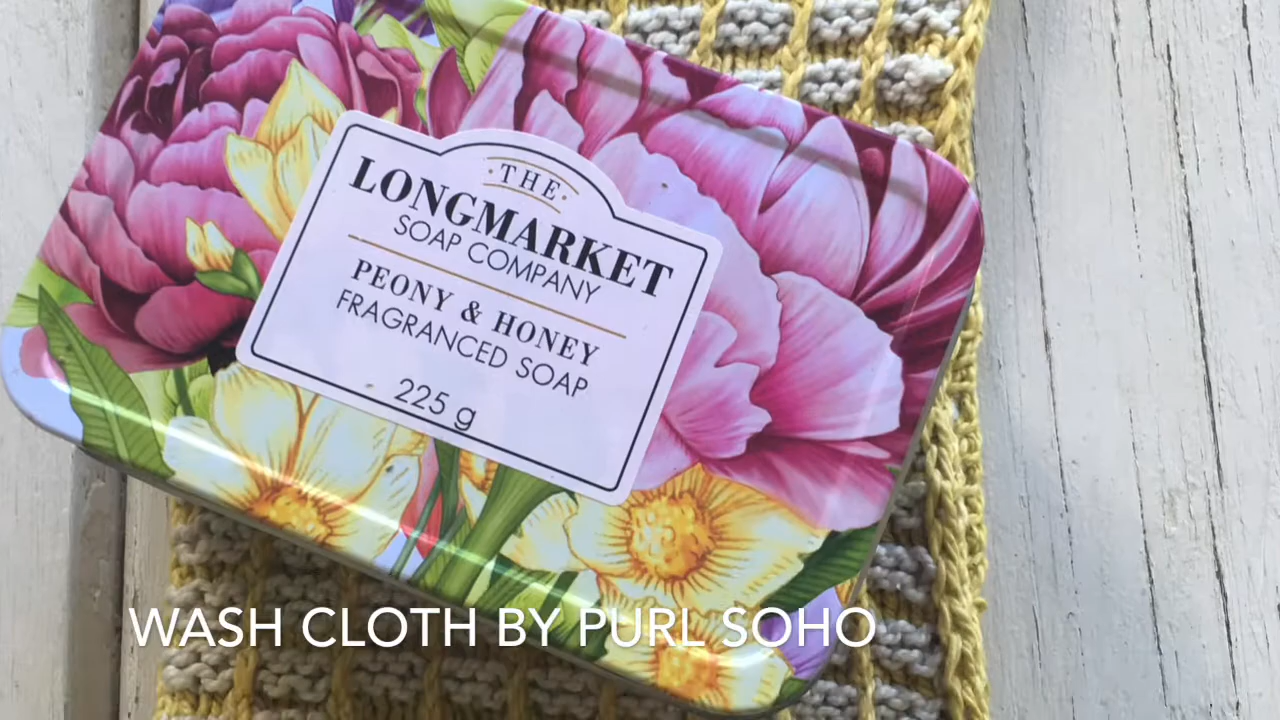 ·THE·
LONGMARKET
SOAP COMPANY
PEONY & HONEY
FRAGRANCED SOAP
225 g
WASH CLOTH BY PURL SOHO